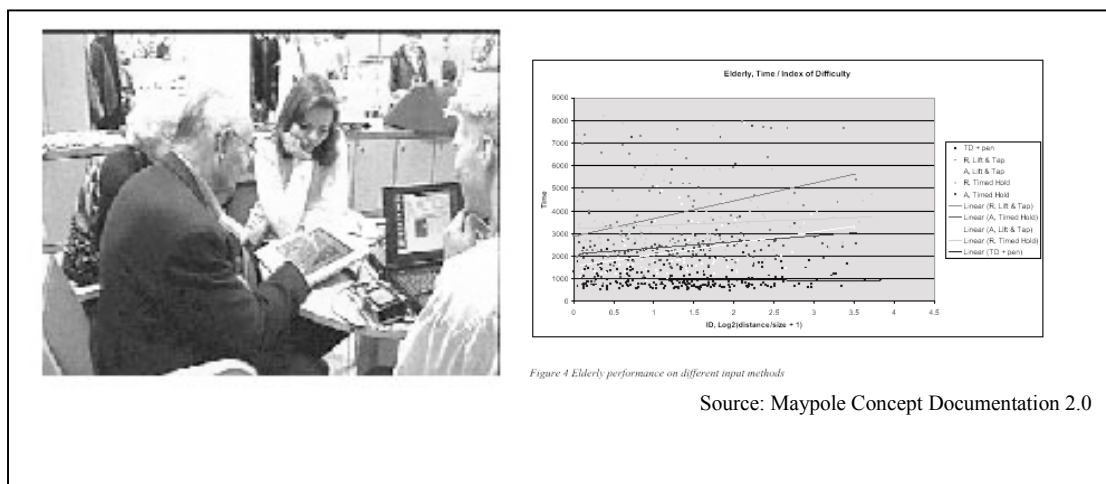 Elderly, Time / Index of Difficulty
9000
8000
7000
6000
5000
4000
3000
2000
1000
0
Time
0
0.5
1
1.5
2
2.5
3
3.5
4
4.5
ID, Log2(distance/size + 1)
TD + pen
R, Lift & Tap
A, Lift & Tap
R, Timed Hold
A, Timed Hold
Linear (R, Lift & Tap)
Linear (A, Timed Hold)
Linear (A, Lift & Tap)
Linear (R, Timed Hold)
Linear (TD + pen)
Figure 4 Elderly performance on different input methods
Source: Maypole Concept Documentation 2.0